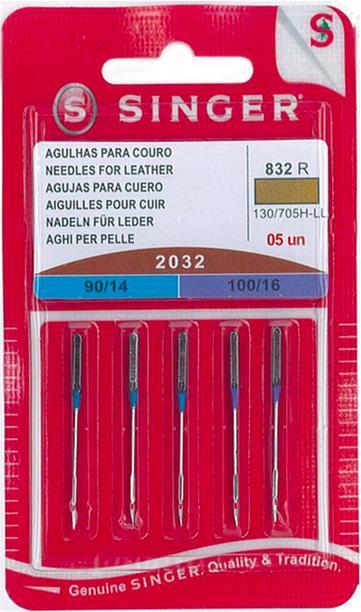 S
S SINGER®
AGULHAS PARA COURO
NEEDLES FOR LEATHER
AGUJAS PARA CUERO
AIGUILLES POUR CUIR
NADELN FÜR LEDER
AGHI PER PELLE
832 R
130/705H-LL
05 un
2032
90/14 100/16
Genuine SINGER. Quality & Tradition.